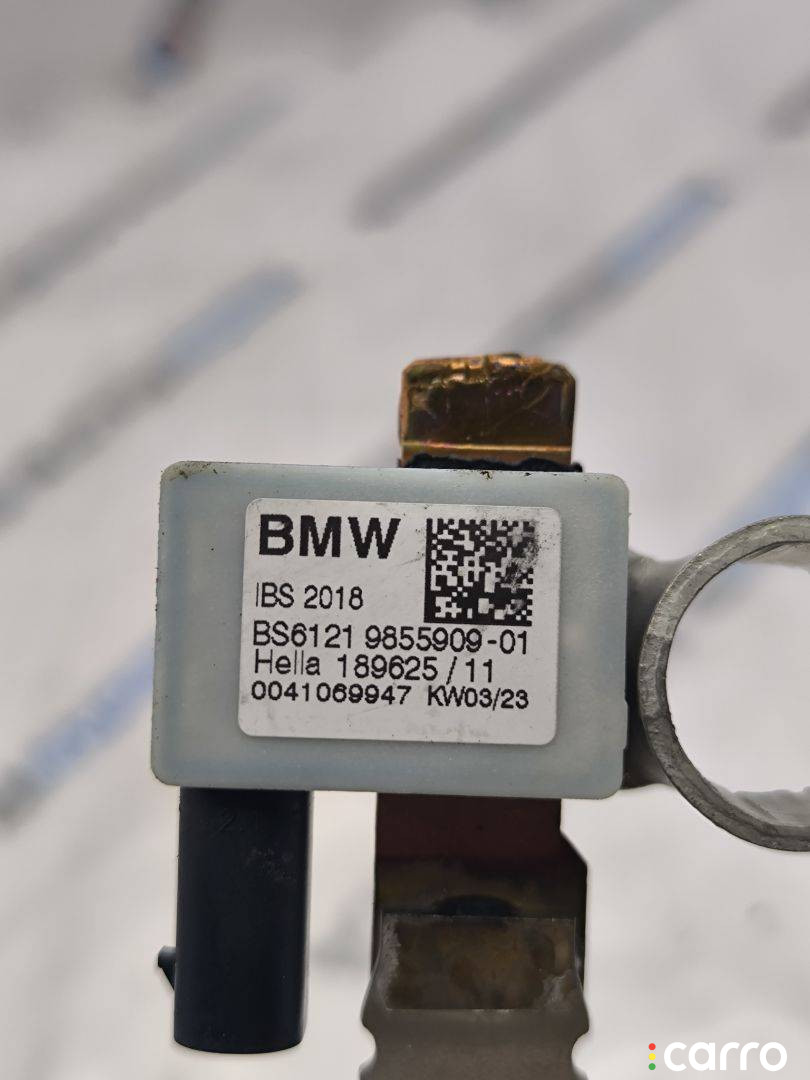 BMW
IBS 2018
BS6121 9855909-01
Hella 189625/11
0041069947 KW03/23
carro